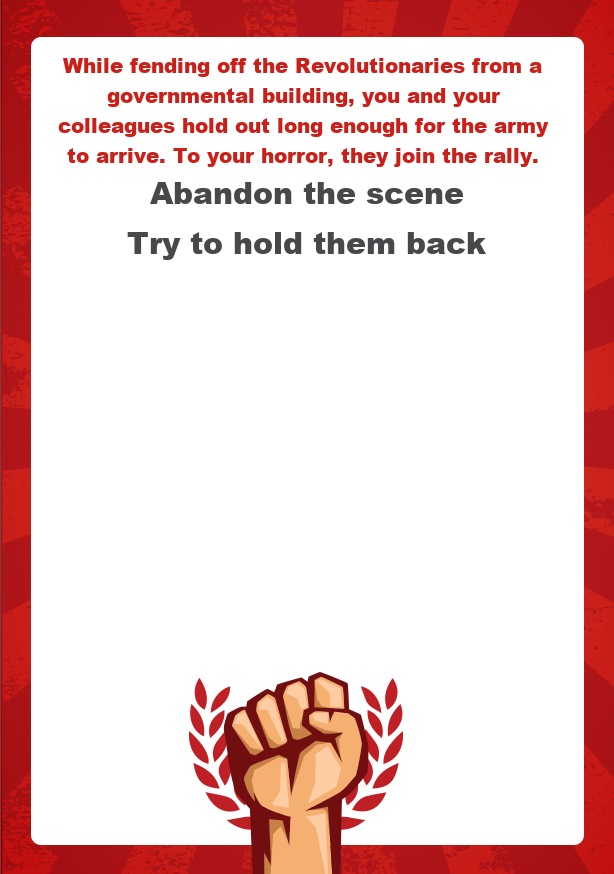 While fending off the Revolutionaries from a
governmental building, you and your
colleagues hold out long enough for the army
to arrive. To your horror, they join the rally.
Abandon the scene
Try to hold them back